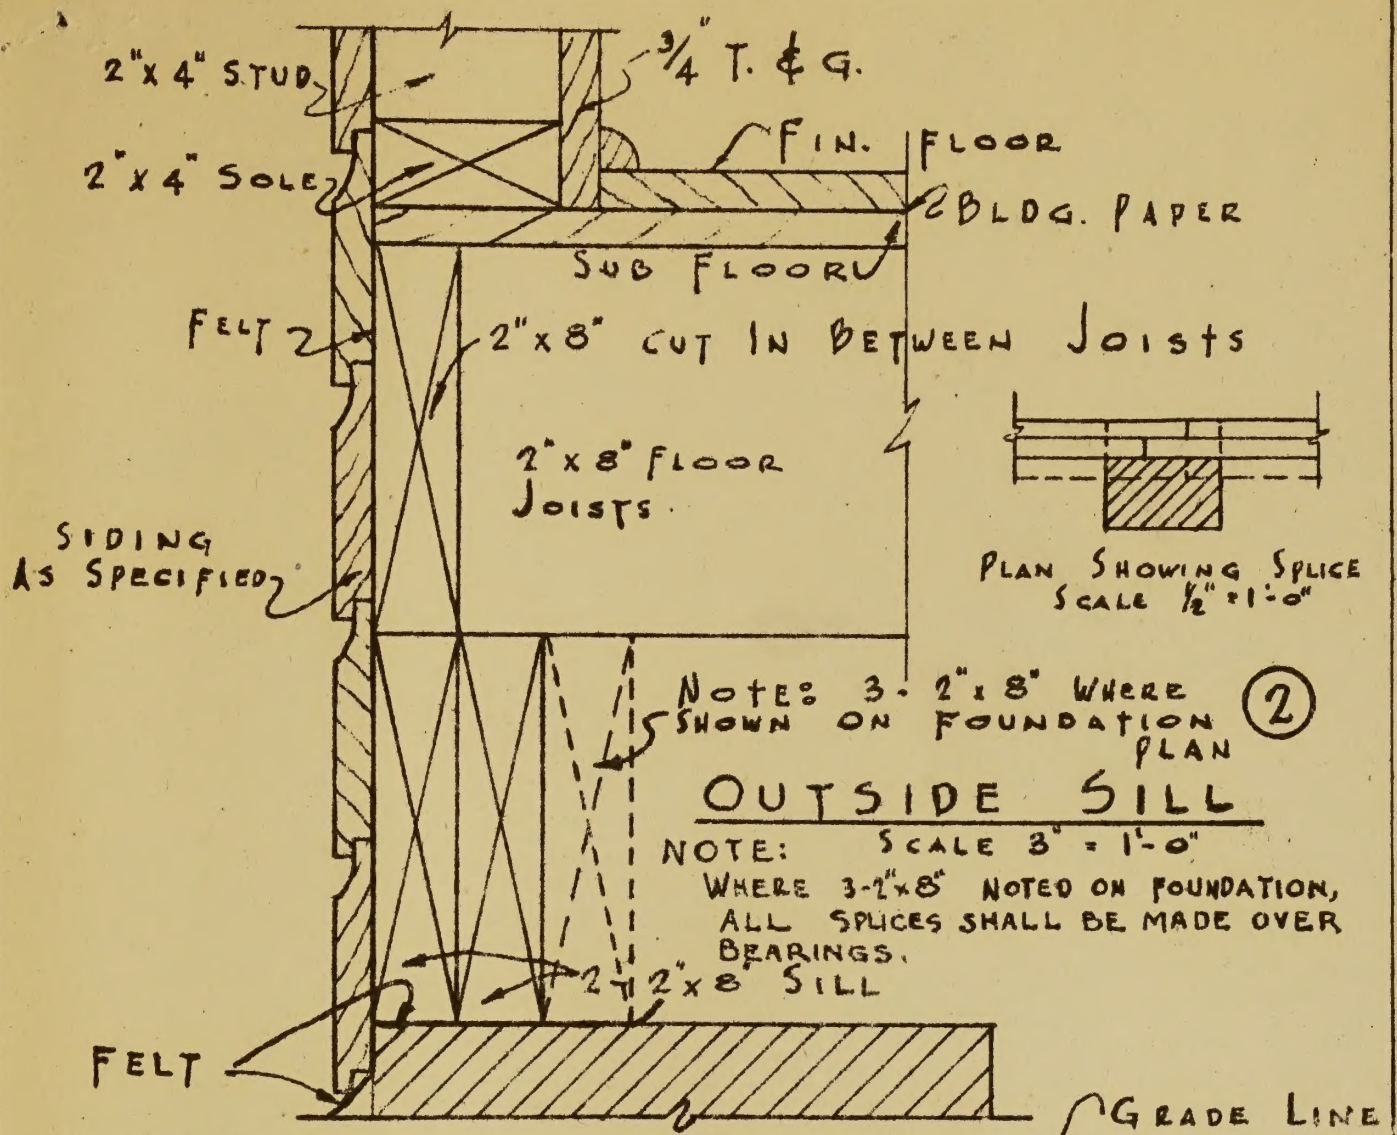 2"x 4" STUD
3/4" T. & G.
FIN. FLOOR
2"x 4" SOLE
BLDG. PAPER
SUB FLOOR
FELT
2"x 8" CUT IN BETWEEN JOISTS
2"x 8" FLOOR
JOISTS.
SIDING
AS SPECIFIED
PLAN SHOWING SPLICE
SCALE 1/2" = 1'-0"
NOTE: 3 - 2"x 8" WHERE
SHOWN ON FOUNDATION
PLAN
2
OUTSIDE SILL
SCALE 3" = 1'-0"
NOTE:
WHERE 3-2"x8" NOTED ON FOUNDATION,
ALL SPLICES SHALL BE MADE OVER
BEARINGS.
2 - 2"x 8" SILL
FELT
GRADE LINE